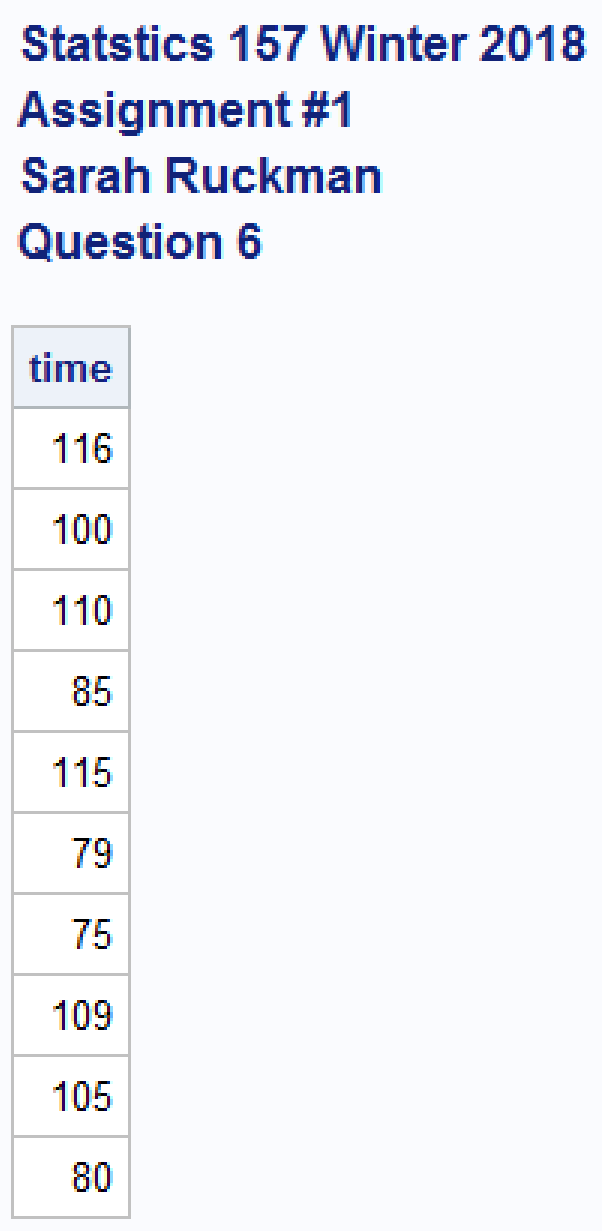 Statstics 157 Winter 2018
Assignment #1
Sarah Ruckman
Question 6
time
116
100
110
85
115
79
75
109
105
80